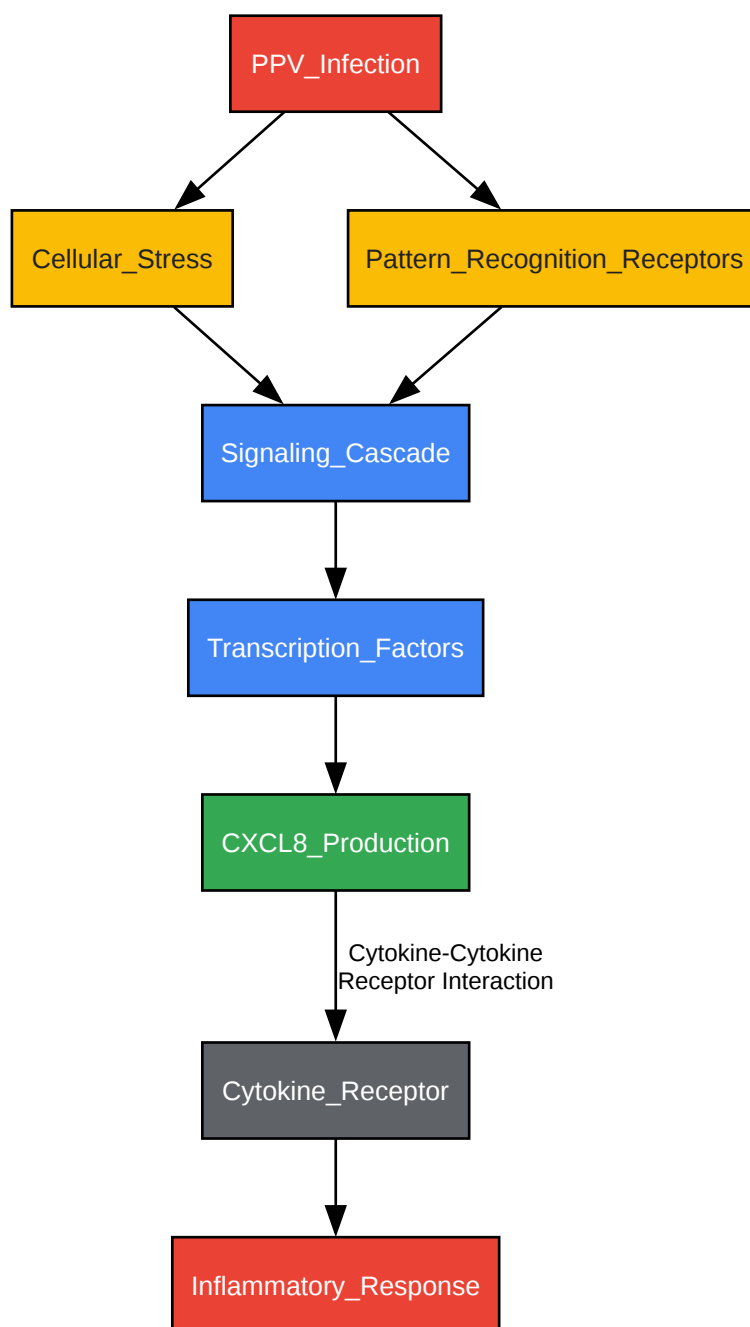 PPV_Infection
Cellular_Stress
Pattern_Recognition_Receptors
Signaling_Cascade
Transcription_Factors
CXCL8_Production
Cytokine-Cytokine
Receptor Interaction
Cytokine_Receptor
Inflammatory_Response